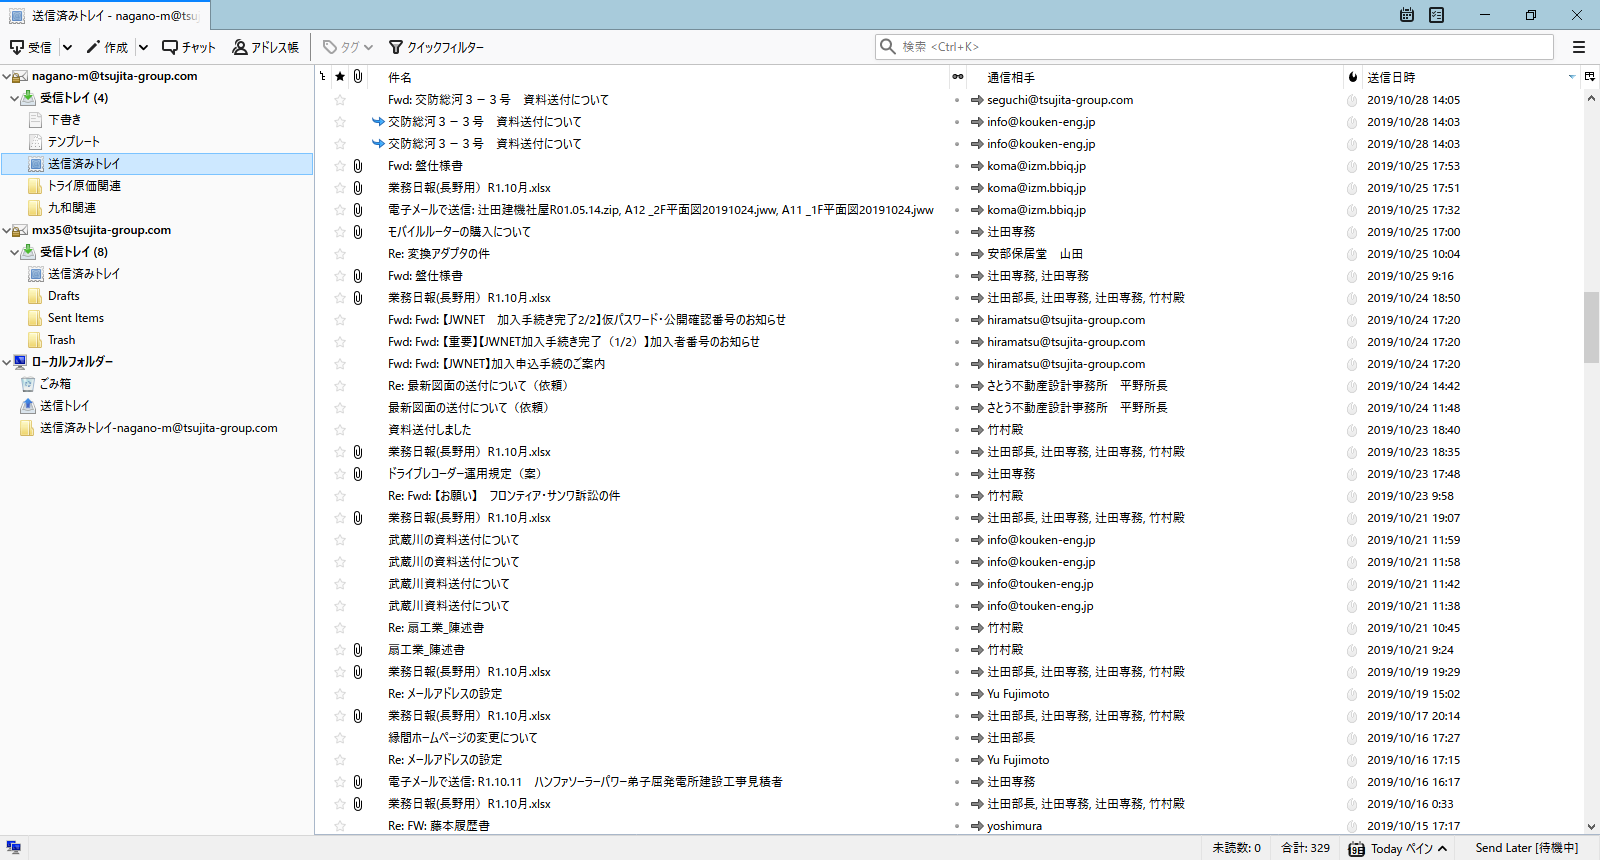 送信済みトレイ - nagano-m@tsu
受信 作成 チャット アドレス帳 タグ クイックフィルター 検索 <Ctrl+K>
nagano-m@tsujita-group.com
受信トレイ (4)
下書き
テンプレート
送信済みトレイ
トライ原価関連
九和関連
mx35@tsujita-group.com
受信トレイ (8)
送信済みトレイ
Drafts
Sent Items
Trash
ローカルフォルダー
ごみ箱
送信トレイ
送信済みトレイ-nagano-m@tsujita-group.com
件名 通信相手 送信日時
Fwd: 交防総河３－３号　資料送付について seguchi@tsujita-group.com 2019/10/28 14:05
交防総河３－３号　資料送付について info@kouken-eng.jp 2019/10/28 14:03
交防総河３－３号　資料送付について info@kouken-eng.jp 2019/10/28 14:03
Fwd: 盤仕様書 koma@izm.bbiq.jp 2019/10/25 17:53
業務日報(長野用）R1.10月.xlsx koma@izm.bbiq.jp 2019/10/25 17:51
電子メールで送信: 辻田建機社屋R01.05.14.zip, A12 _2F平面図20191024.jww, A11 _1F平面図20191024.jww koma@izm.bbiq.jp 2019/10/25 17:32
モバイルルーターの購入について 辻田専務 2019/10/25 17:00
Re: 変換アダプタの件 安部保居堂　山田 2019/10/25 10:04
Fwd: 盤仕様書 辻田専務, 辻田専務 2019/10/25 9:16
業務日報(長野用）R1.10月.xlsx 辻田部長, 辻田専務, 辻田専務, 竹村殿 2019/10/24 18:50
Fwd: Fwd: 【JWNET　加入手続き完了2/2】仮パスワード・公開確認番号のお知らせ hiramatsu@tsujita-group.com 2019/10/24 17:20
Fwd: Fwd: 【重要】【JWNET加入手続き完了（1/2）】加入者番号のお知らせ hiramatsu@tsujita-group.com 2019/10/24 17:20
Fwd: Fwd: 【JWNET】加入申込手続のご案内 hiramatsu@tsujita-group.com 2019/10/24 17:20
Re: 最新図面の送付について（依頼） さとう不動産設計事務所　平野所長 2019/10/24 14:42
最新図面の送付について（依頼） さとう不動産設計事務所　平野所長 2019/10/24 11:48
資料送付しました 竹村殿 2019/10/23 18:40
業務日報(長野用）R1.10月.xlsx 辻田部長, 辻田専務, 辻田専務, 竹村殿 2019/10/23 18:35
ドライブレコーダー運用規定（案） 辻田専務 2019/10/23 17:48
Re: Fwd: 【お願い】　フロンティア・サンワ訴訟の件 竹村殿 2019/10/23 9:58
業務日報(長野用）R1.10月.xlsx 辻田部長, 辻田専務, 辻田専務, 竹村殿 2019/10/21 19:07
武蔵川の資料送付について info@kouken-eng.jp 2019/10/21 11:59
武蔵川の資料送付について info@kouken-eng.jp 2019/10/21 11:58
武蔵川資料送付について info@touken-eng.jp 2019/10/21 11:42
武蔵川資料送付について info@touken-eng.jp 2019/10/21 11:38
Re: 扇工業_陳述書 竹村殿 2019/10/21 10:45
扇工業_陳述書 竹村殿 2019/10/21 9:24
業務日報(長野用）R1.10月.xlsx 辻田部長, 辻田専務, 辻田専務, 竹村殿 2019/10/19 19:29
Re: メールアドレスの設定 Yu Fujimoto 2019/10/19 15:02
業務日報(長野用）R1.10月.xlsx 辻田部長, 辻田専務, 辻田専務, 竹村殿 2019/10/17 20:14
縁間ホームページの変更について 辻田部長 2019/10/16 17:27
Re: メールアドレスの設定 Yu Fujimoto 2019/10/16 17:15
電子メールで送信: R1.10.11　ハンファソーラーパワー弟子屈発電所建設工事見積者 辻田専務 2019/10/16 16:17
業務日報(長野用）R1.10月.xlsx 辻田部長, 辻田専務, 辻田専務, 竹村殿 2019/10/16 0:33
Re: FW: 藤本履歴書 yoshimura 2019/10/15 17:17
未読数: 0 合計: 329 Today ペイン Send Later [待機中]